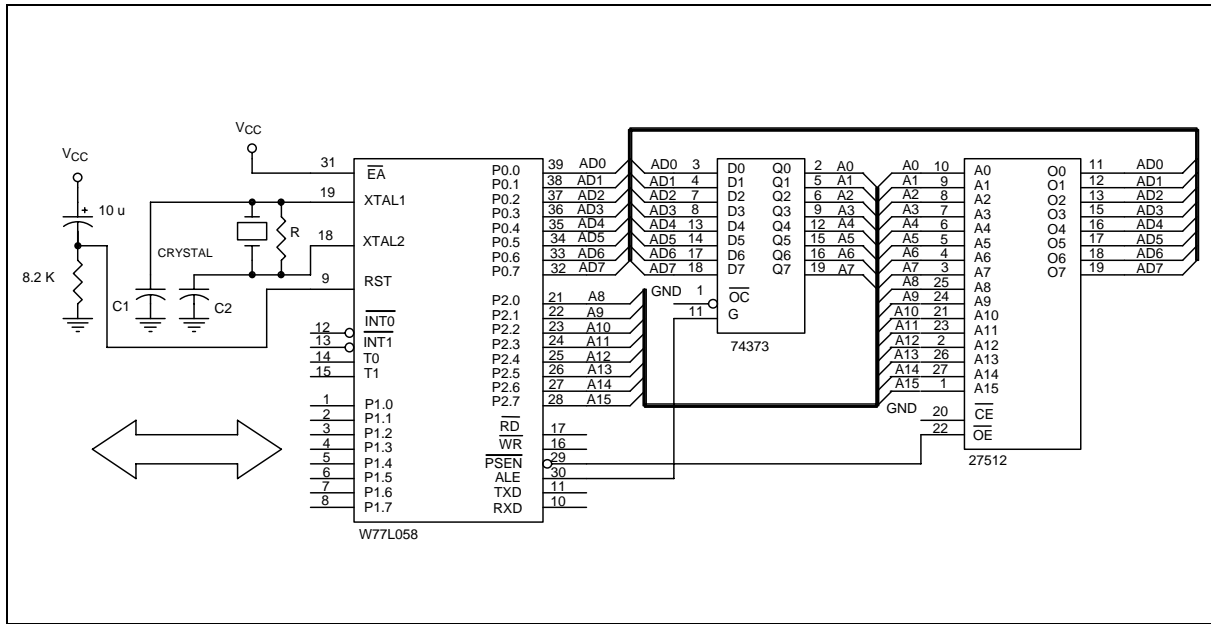 VCC
VCC
10 u
8.2 K
C1
C2
CRYSTAL
R
31 EA
19 XTAL1
18 XTAL2
9 RST
12 INT0
13 INT1
14 T0
15 T1
1 P1.0
2 P1.1
3 P1.2
4 P1.3
5 P1.4
6 P1.5
7 P1.6
8 P1.7
P0.0 39 AD0
P0.1 38 AD1
P0.2 37 AD2
P0.3 36 AD3
P0.4 35 AD4
P0.5 34 AD5
P0.6 33 AD6
P0.7 32 AD7
P2.0 21 A8
P2.1 22 A9
P2.2 23 A10
P2.3 24 A11
P2.4 25 A12
P2.5 26 A13
P2.6 27 A14
P2.7 28 A15
RD 17
WR 16
PSEN 29
ALE 30
TXD 11
RXD 10
W77L058
AD0 3 D0 Q0 2 A0
AD1 4 D1 Q1 5 A1
AD2 7 D2 Q2 6 A2
AD3 8 D3 Q3 9 A3
AD4 13 D4 Q4 12 A4
AD5 14 D5 Q5 15 A5
AD6 17 D6 Q6 16 A6
AD7 18 D7 Q7 19 A7
GND 1 OC
11 G
74373
A0 10 A0 O0 11 AD0
A1 9 A1 O1 12 AD1
A2 8 A2 O2 13 AD2
A3 7 A3 O3 15 AD3
A4 6 A4 O4 16 AD4
A5 5 A5 O5 17 AD5
A6 4 A6 O6 18 AD6
A7 3 A7 O7 19 AD7
A8 25 A8
A9 24 A9
A10 21 A10
A11 23 A11
A12 2 A12
A13 26 A13
A14 27 A14
A15 1 A15
GND 20 CE
22 OE
27512